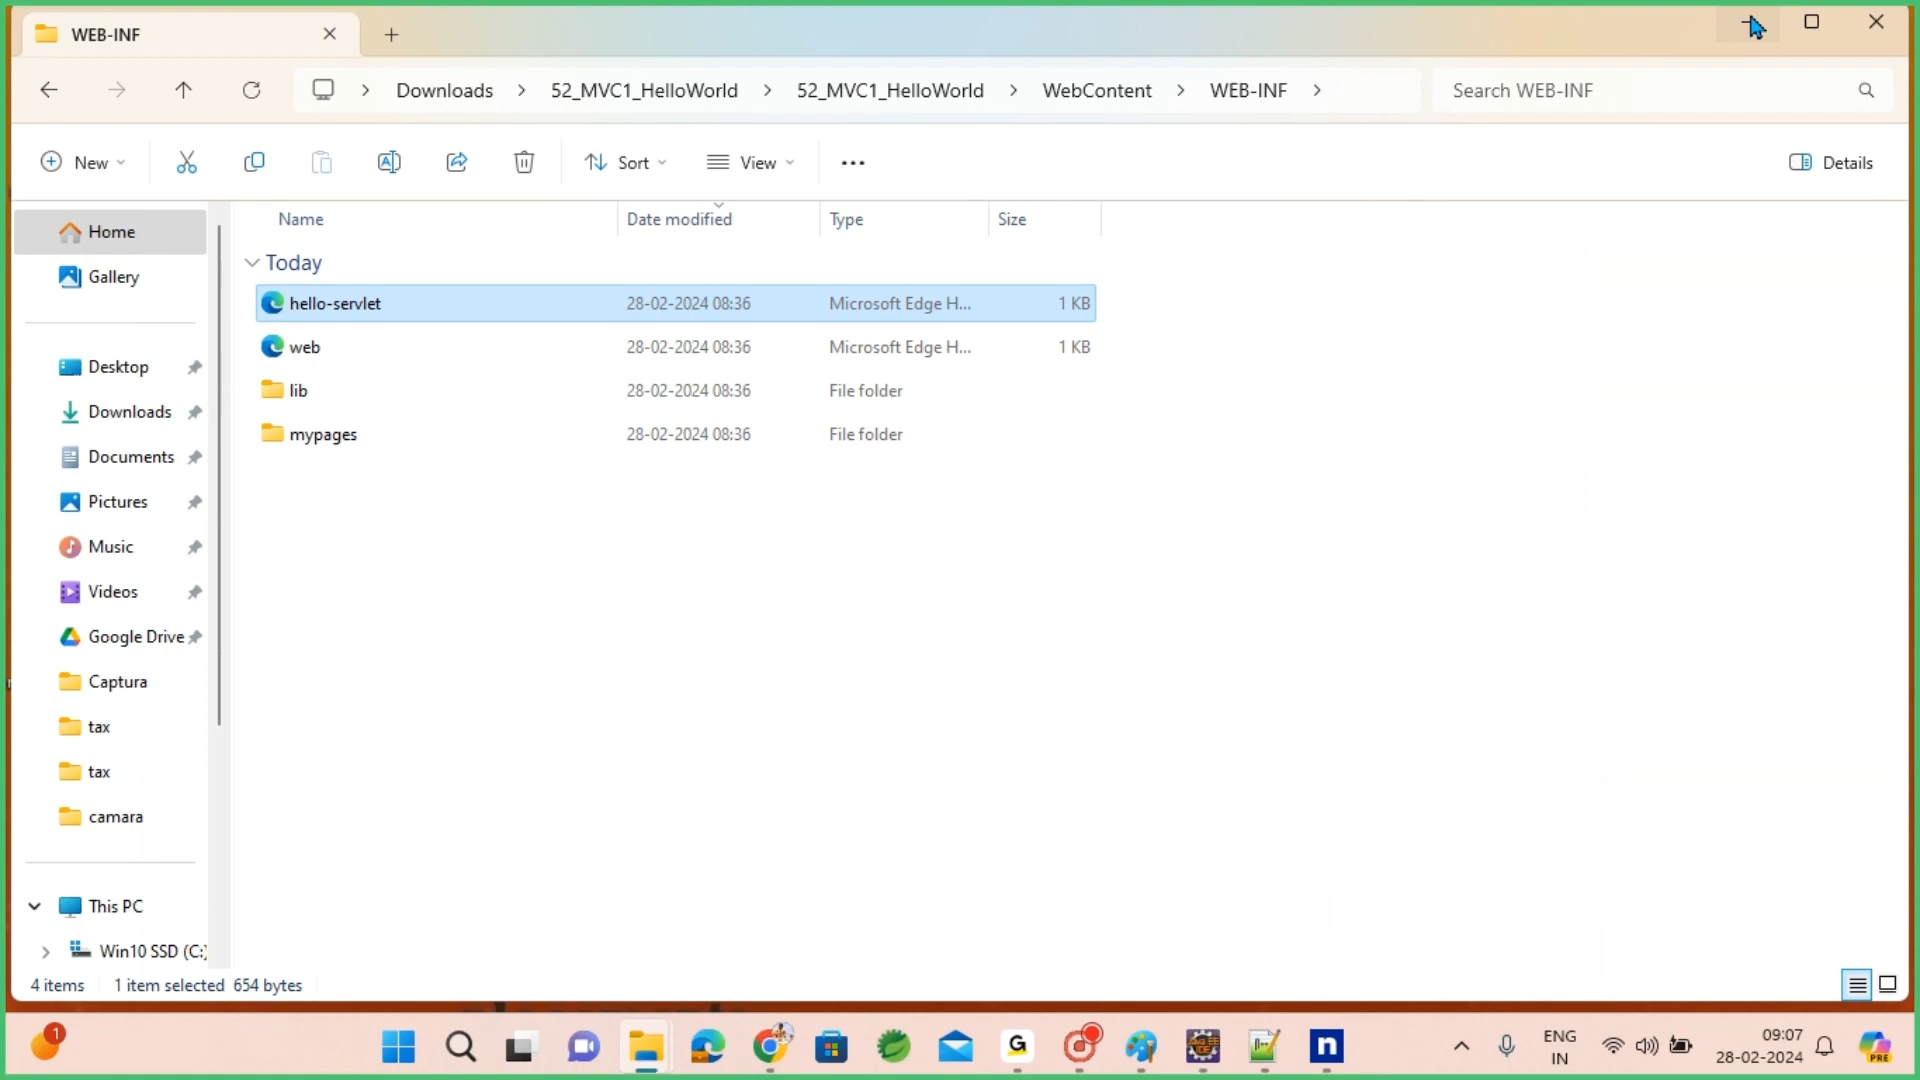 WEB-INF
Downloads > 52_MVC1_HelloWorld > 52_MVC1_HelloWorld > WebContent > WEB-INF >
Search WEB-INF
New
Sort
View
Details
Name
Date modified
Type
Size
Home
Gallery
Desktop
Downloads
Documents
Pictures
Music
Videos
Google Drive
Captura
tax
tax
camara
This PC
Win10 SSD (C:)
Today
hello-servlet 28-02-2024 08:36 Microsoft Edge H... 1 KB
web 28-02-2024 08:36 Microsoft Edge H... 1 KB
lib 28-02-2024 08:36 File folder
mypages 28-02-2024 08:36 File folder
4 items 1 item selected 654 bytes
1
G
n
ENG
IN
09:07
28-02-2024
PRE